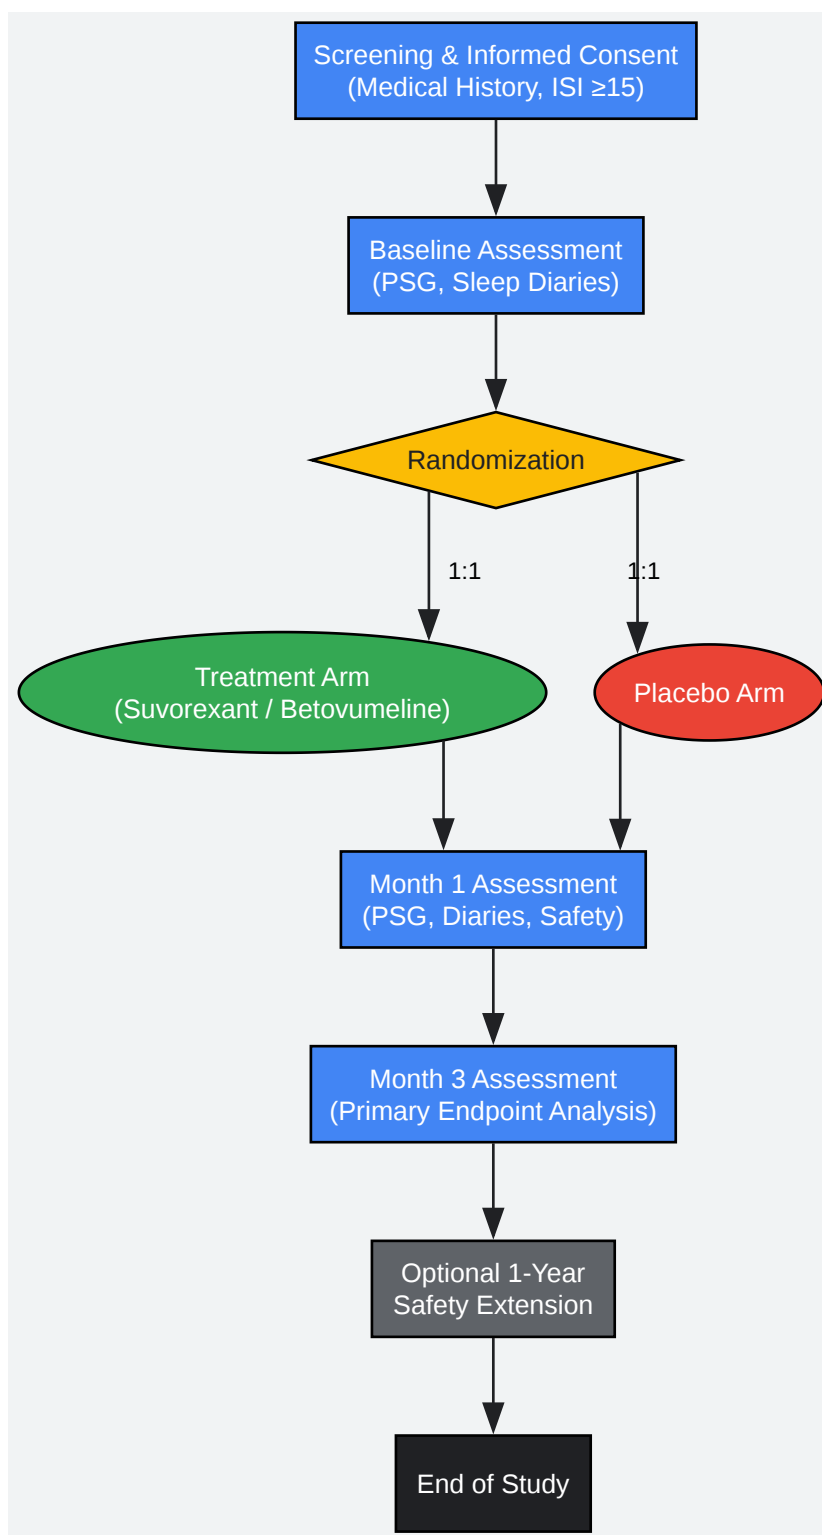 Screening & Informed Consent
(Medical History, ISI ≥15)
Baseline Assessment
(PSG, Sleep Diaries)
Randomization
1:1
1:1
Treatment Arm
(Suvorexant / Betovumeline)
Placebo Arm
Month 1 Assessment
(PSG, Diaries, Safety)
Month 3 Assessment
(Primary Endpoint Analysis)
Optional 1-Year
Safety Extension
End of Study